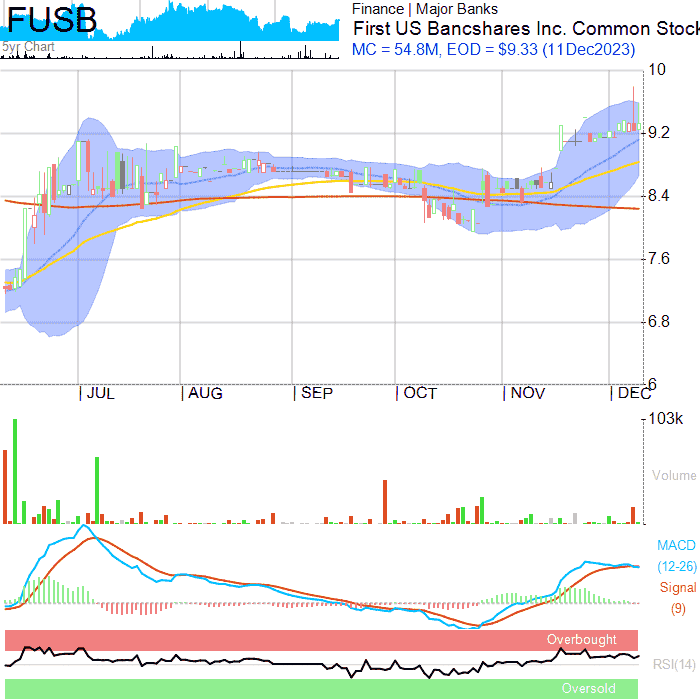 FUSB
5yr Chart
Finance | Major Banks
First US Bancshares Inc. Common Stock
MC = 54.8M, EOD = $9.33 (11Dec2023)
10
9.2
8.4
7.6
6.8
6
| JUL | AUG | SEP | OCT | NOV | DEC
103k
Volume
MACD
(12-26)
Signal
(9)
Overbought
RSI(14)
Oversold